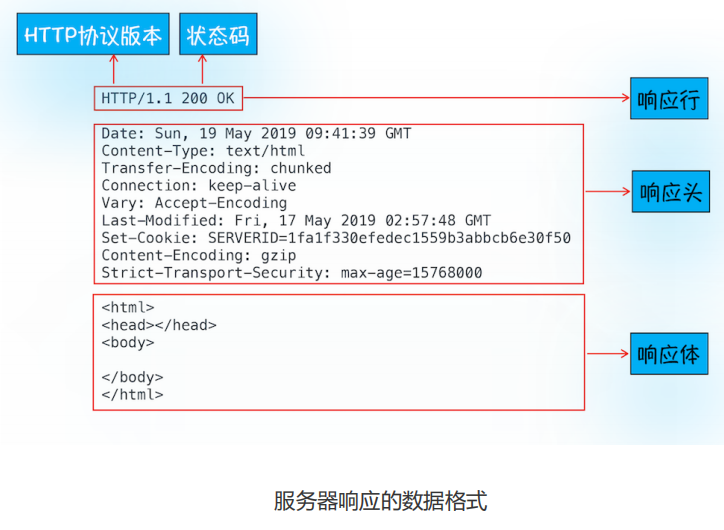 HTTP协议版本
状态码
HTTP/1.1 200 OK
响应行
Date: Sun, 19 May 2019 09:41:39 GMT
Content-Type: text/html
Transfer-Encoding: chunked
Connection: keep-alive
Vary: Accept-Encoding
Last-Modified: Fri, 17 May 2019 02:57:48 GMT
Set-Cookie: SERVERID=1fa1f330efedec1559b3abbcb6e30f50
Content-Encoding: gzip
Strict-Transport-Security: max-age=15768000
响应头
<html>
<head></head>
<body>
</body>
</html>
响应体
服务器响应的数据格式